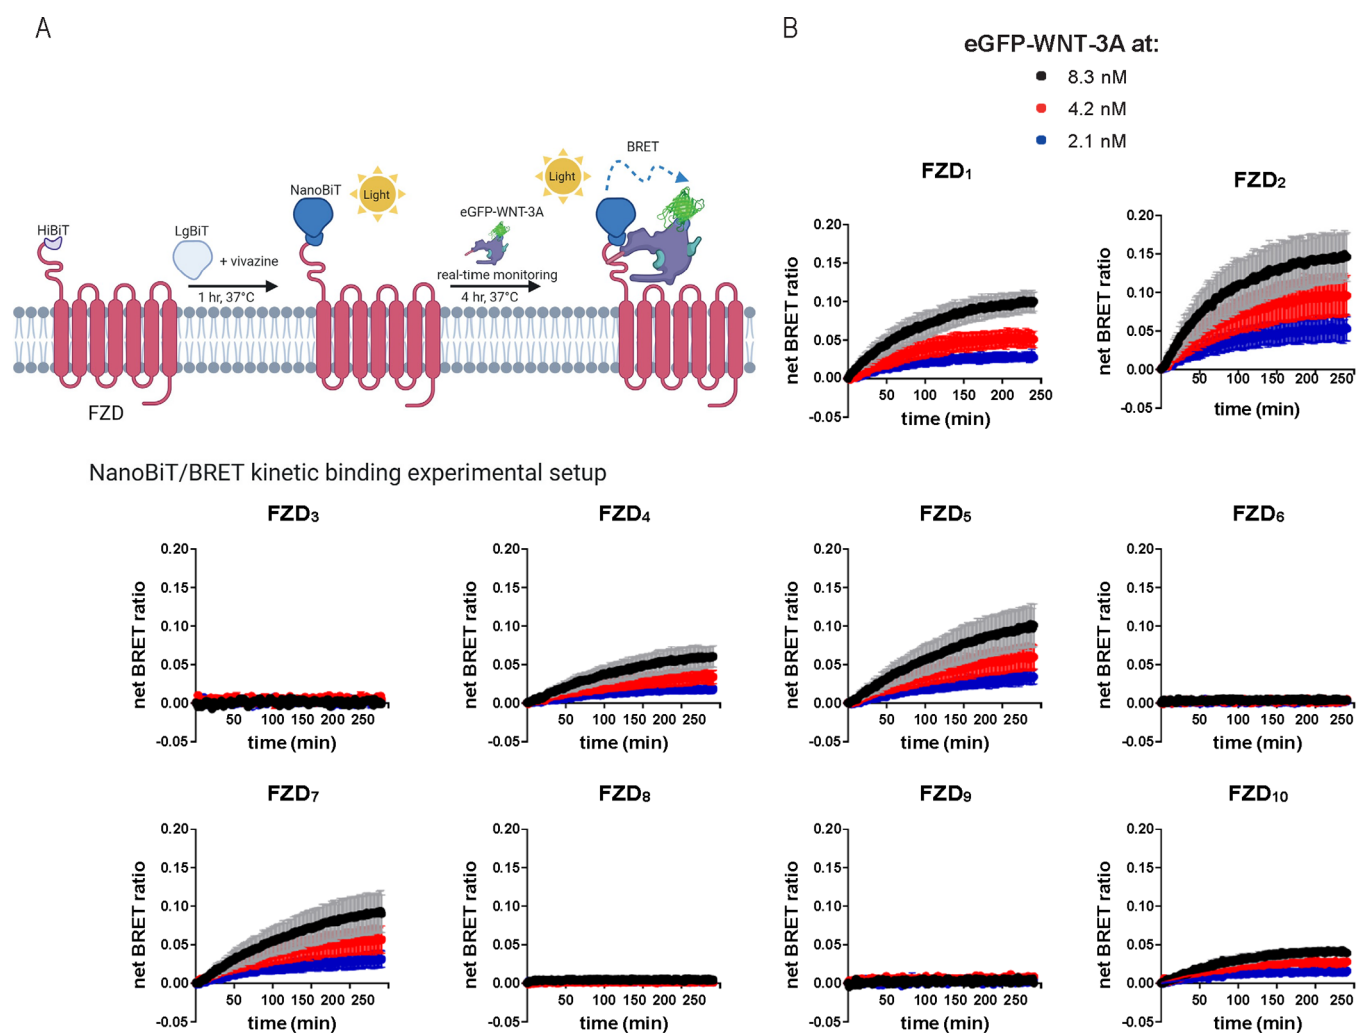 A
B
eGFP-WNT-3A at:
8.3 nM
4.2 nM
2.1 nM
HiBiT
LgBiT
+ vivazine
1 hr, 37°C
NanoBiT
Light
eGFP-WNT-3A
real-time monitoring
4 hr, 37°C
Light
BRET
FZD
NanoBiT/BRET kinetic binding experimental setup
FZD₁
net BRET ratio
0.20
0.15
0.10
0.05
0.00
-0.05
50 100 150 200 250
time (min)
FZD₂
net BRET ratio
0.20
0.15
0.10
0.05
0.00
-0.05
50 100 150 200 250
time (min)
FZD₃
net BRET ratio
0.20
0.15
0.10
0.05
0.00
-0.05
50 100 150 200 250
time (min)
FZD₄
net BRET ratio
0.20
0.15
0.10
0.05
0.00
-0.05
50 100 150 200 250
time (min)
FZD₅
net BRET ratio
0.20
0.15
0.10
0.05
0.00
-0.05
50 100 150 200 250
time (min)
FZD₆
net BRET ratio
0.20
0.15
0.10
0.05
0.00
-0.05
50 100 150 200 250
time (min)
FZD₇
net BRET ratio
0.20
0.15
0.10
0.05
0.00
-0.05
50 100 150 200 250
time (min)
FZD₈
net BRET ratio
0.20
0.15
0.10
0.05
0.00
-0.05
50 100 150 200 250
time (min)
FZD₉
net BRET ratio
0.20
0.15
0.10
0.05
0.00
-0.05
50 100 150 200 250
time (min)
FZD₁₀
net BRET ratio
0.20
0.15
0.10
0.05
0.00
-0.05
50 100 150 200 250
time (min)